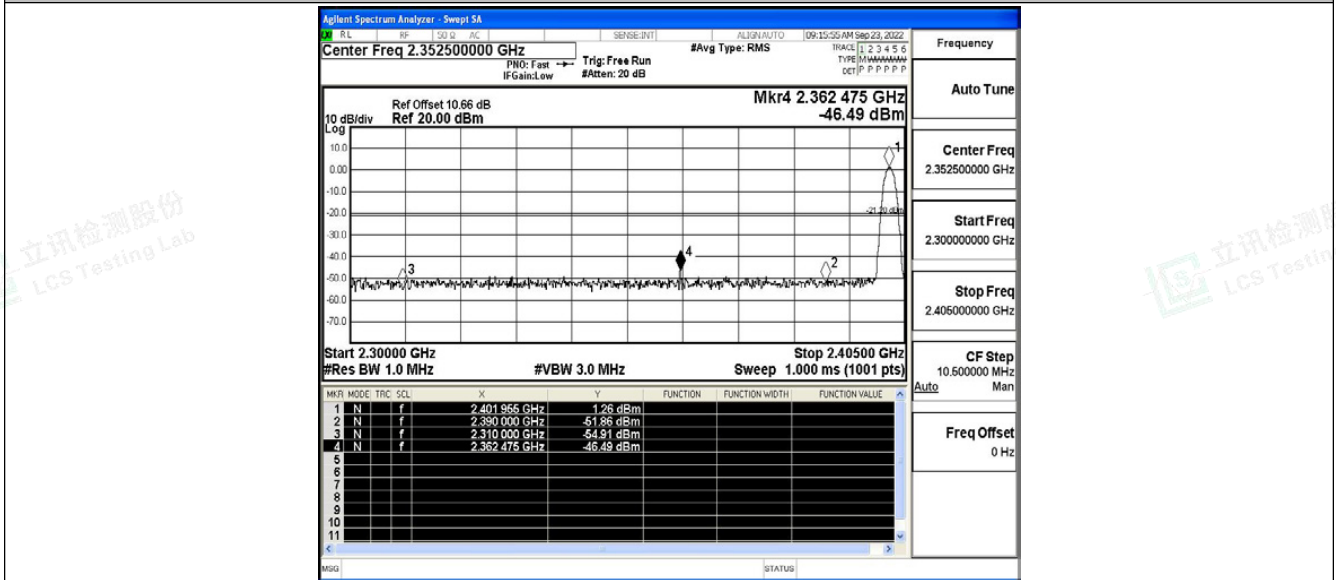 Agilent Spectrum Analyzer - Swept SA
RL RF 50 Ω AC SENSE:INT ALIGN AUTO 09:15:55 AM Sep 23, 2022
Center Freq 2.352500000 GHz
PNO: Fast
IFGain:Low
Trig: Free Run
#Atten: 20 dB
#Avg Type: RMS
TRACE 1 2 3 4 5 6
TYPE M W W W W W
DET P P P P P P
Mkr4 2.362 475 GHz
-46.49 dBm
Ref Offset 10.66 dB
10 dB/div Ref 20.00 dBm
Log
10.0
0.00
-10.0
-20.0
-30.0
-40.0
-50.0
-60.0
-70.0
1
-21.20 dBm
4
2
3
Start 2.30000 GHz Stop 2.40500 GHz
#Res BW 1.0 MHz #VBW 3.0 MHz Sweep 1.000 ms (1001 pts)
MKR MODE TRC SCL X Y FUNCTION FUNCTION WIDTH FUNCTION VALUE
1 N f 2.401 955 GHz 1.26 dBm
2 N f 2.390 000 GHz -51.86 dBm
3 N f 2.310 000 GHz -54.91 dBm
4 N f 2.362 475 GHz -46.49 dBm
5
6
7
8
9
10
11
MSG STATUS
Frequency
Auto Tune
Center Freq
2.352500000 GHz
Start Freq
2.300000000 GHz
Stop Freq
2.405000000 GHz
CF Step
10.500000 MHz
Auto Man
Freq Offset
0 Hz
立讯检测股份
LCS Testing Lab
立讯检测
LCS Testin